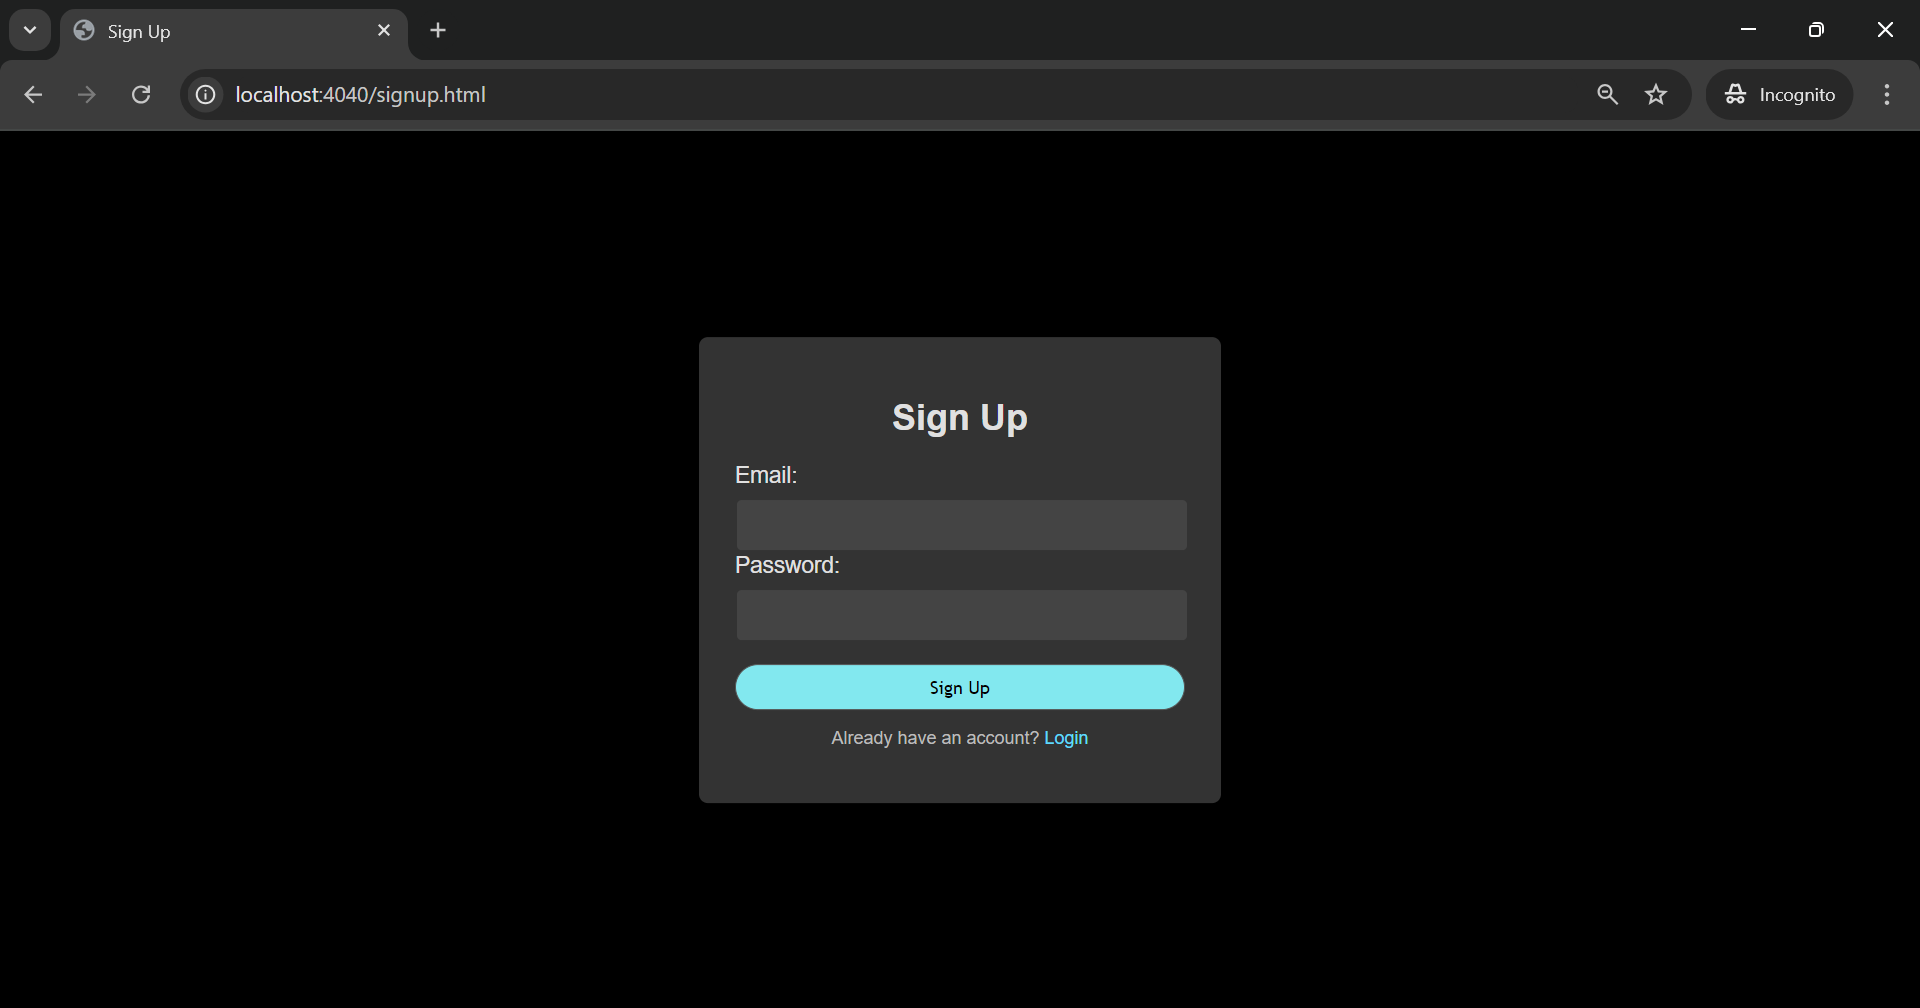 Sign Up
localhost:4040/signup.html
Incognito
Sign Up
Email:
Password:
Sign Up
Already have an account? Login